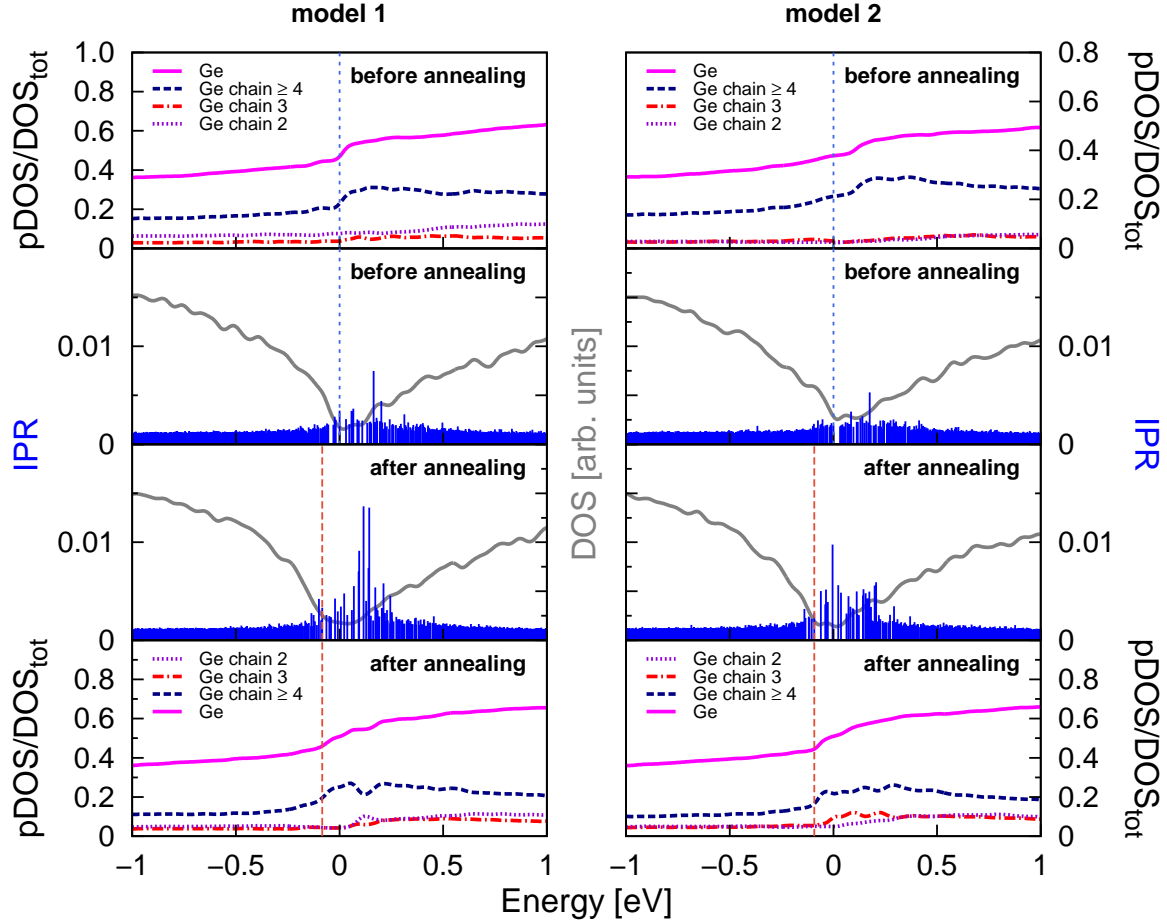 model 1
model 2
pDOS/DOS_tot
1.0
0.8
0.6
0.4
0.2
0
Ge
Ge chain ≥ 4
Ge chain 3
Ge chain 2
before annealing
Ge
Ge chain ≥ 4
Ge chain 3
Ge chain 2
before annealing
0.8
0.6
0.4
0.2
0
pDOS/DOS_tot
IPR
0.01
0
before annealing
DOS [arb. units]
before annealing
0.01
0
IPR
0.01
0
after annealing
after annealing
0.01
0
pDOS/DOS_tot
0.8
0.6
0.4
0.2
0
Ge chain 2
Ge chain 3
Ge chain ≥ 4
Ge
after annealing
Ge chain 2
Ge chain 3
Ge chain ≥ 4
Ge
after annealing
0.8
0.6
0.4
0.2
0
pDOS/DOS_tot
−1 −0.5 0 0.5 1
−1 −0.5 0 0.5 1
Energy [eV]